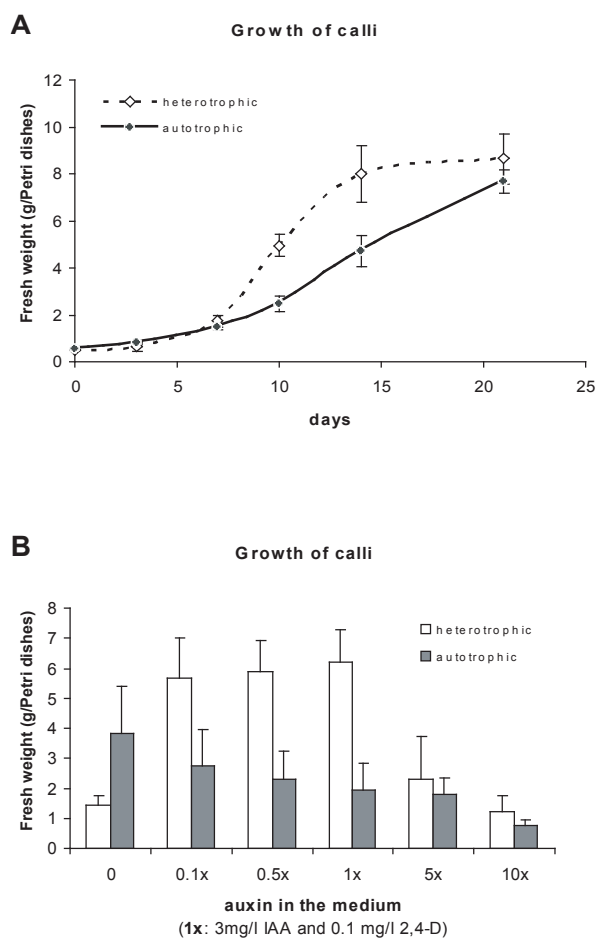 A
Growth of calli
12
10
8
6
4
2
0
Fresh weight (g/Petri dishes)
heterotrophic
autotrophic
0 5 10 15 20 25
days
B
Growth of calli
8
7
6
5
4
3
2
1
0
Fresh weight (g/Petri dishes)
heterotrophic
autotrophic
0 0.1x 0.5x 1x 5x 10x
auxin in the medium
(1x: 3mg/l IAA and 0.1 mg/l 2,4-D)